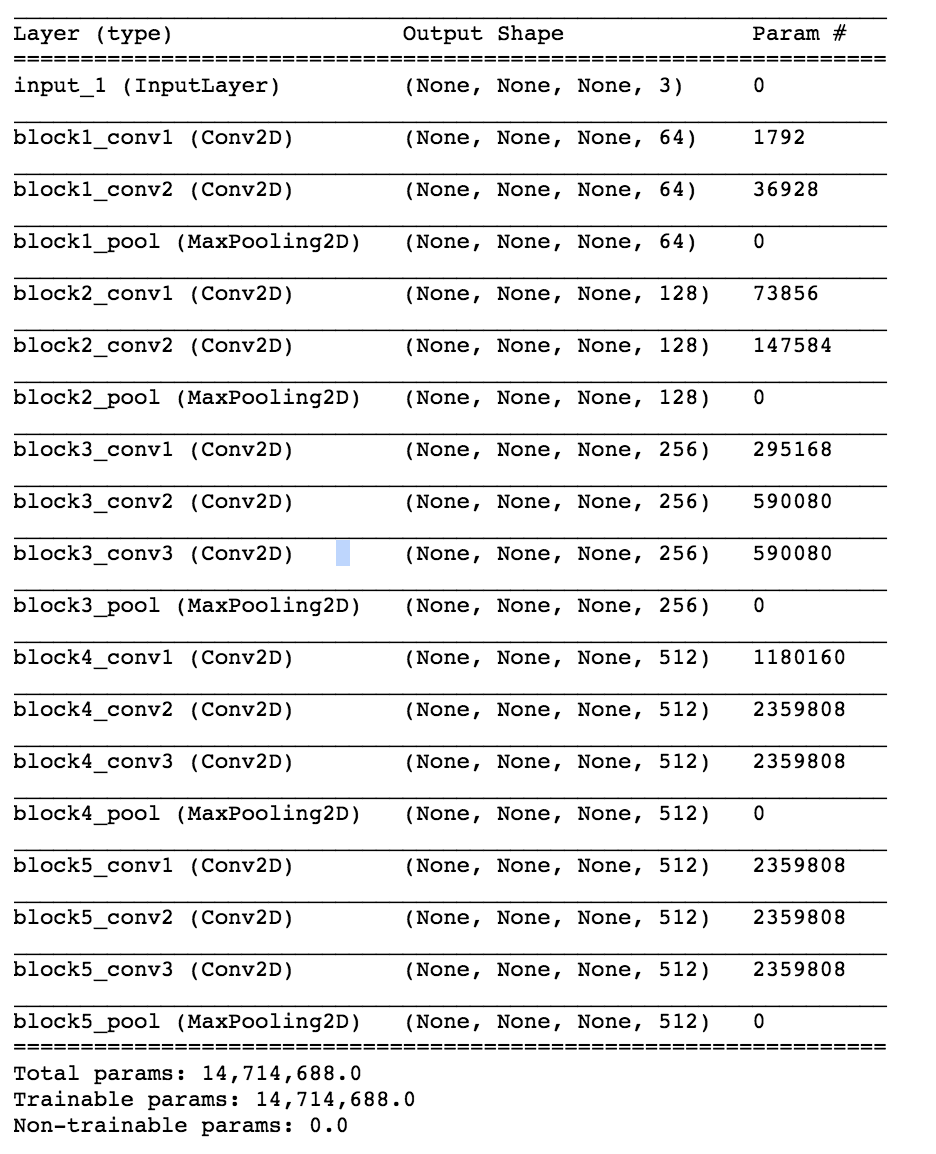 Layer (type) Output Shape Param #
=================================================================
input_1 (InputLayer) (None, None, None, 3) 0
block1_conv1 (Conv2D) (None, None, None, 64) 1792
block1_conv2 (Conv2D) (None, None, None, 64) 36928
block1_pool (MaxPooling2D) (None, None, None, 64) 0
block2_conv1 (Conv2D) (None, None, None, 128) 73856
block2_conv2 (Conv2D) (None, None, None, 128) 147584
block2_pool (MaxPooling2D) (None, None, None, 128) 0
block3_conv1 (Conv2D) (None, None, None, 256) 295168
block3_conv2 (Conv2D) (None, None, None, 256) 590080
block3_conv3 (Conv2D) (None, None, None, 256) 590080
block3_pool (MaxPooling2D) (None, None, None, 256) 0
block4_conv1 (Conv2D) (None, None, None, 512) 1180160
block4_conv2 (Conv2D) (None, None, None, 512) 2359808
block4_conv3 (Conv2D) (None, None, None, 512) 2359808
block4_pool (MaxPooling2D) (None, None, None, 512) 0
block5_conv1 (Conv2D) (None, None, None, 512) 2359808
block5_conv2 (Conv2D) (None, None, None, 512) 2359808
block5_conv3 (Conv2D) (None, None, None, 512) 2359808
block5_pool (MaxPooling2D) (None, None, None, 512) 0
=================================================================
Total params: 14,714,688.0
Trainable params: 14,714,688.0
Non-trainable params: 0.0